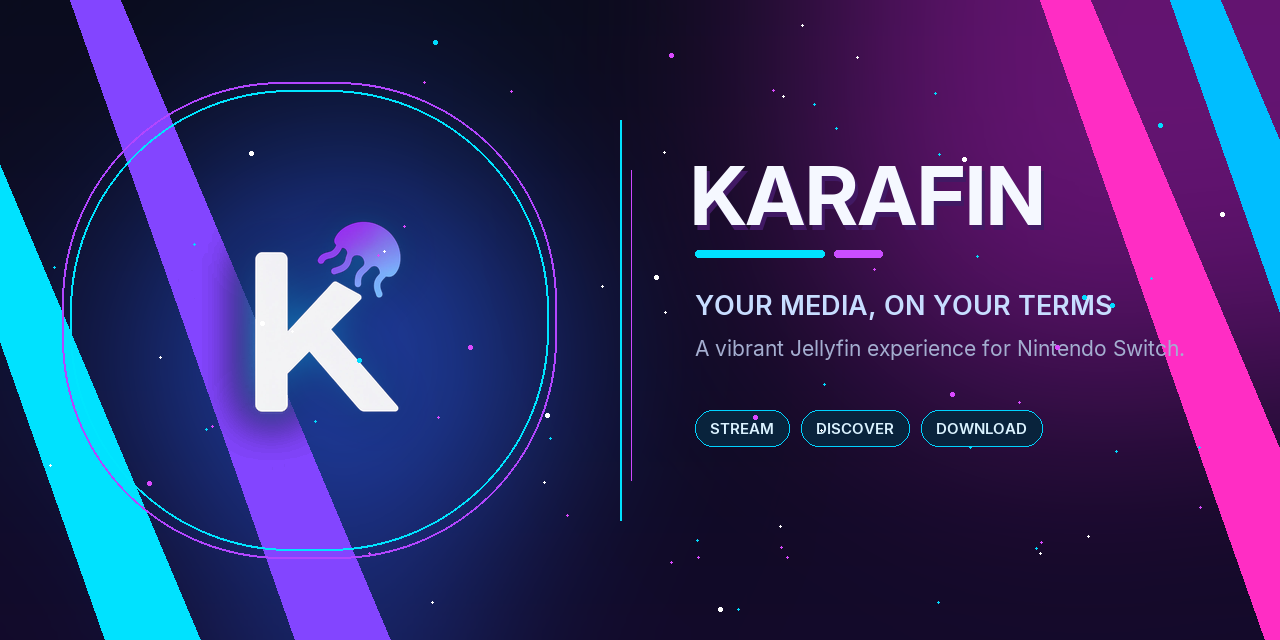 K
KARAFIN
YOUR MEDIA, ON YOUR TERMS
A vibrant Jellyfin experience for Nintendo Switch.
STREAM DISCOVER DOWNLOAD